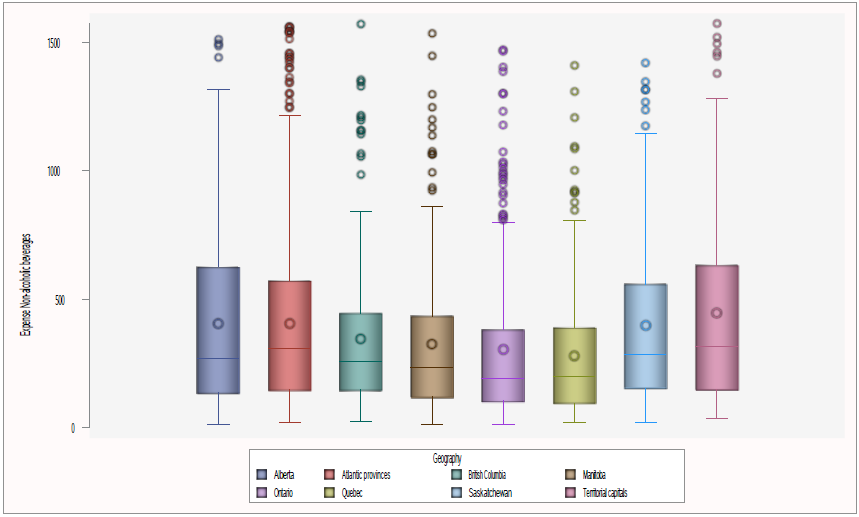 1500
1000
500
0
Expense Non-alcoholic beverages
Geography
Alberta Atlantic provinces British Columbia Manitoba
Ontario Quebec Saskatchewan Territorial capitals